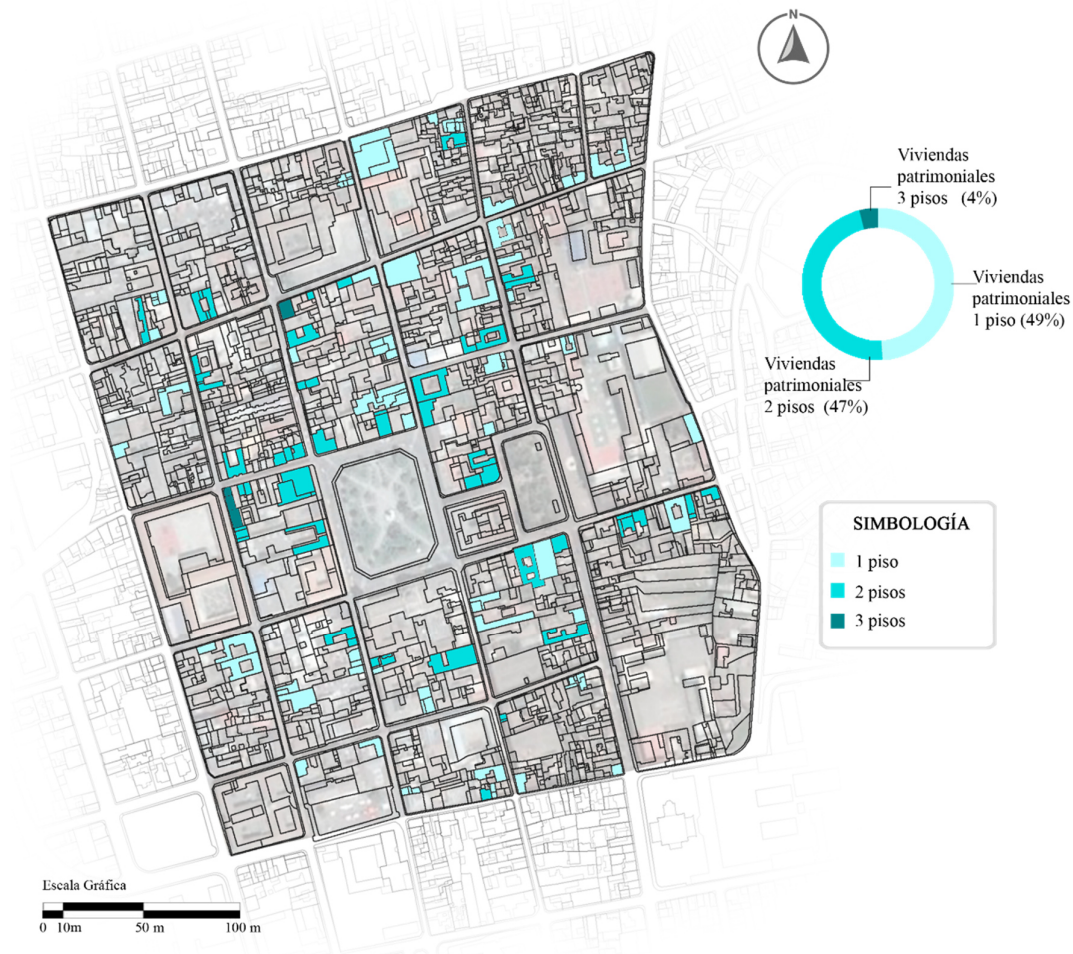 N
Viviendas
patrimoniales
3 pisos (4%)
Viviendas
patrimoniales
1 piso (49%)
Viviendas
patrimoniales
2 pisos (47%)
SIMBOLOGÍA
1 piso
2 pisos
3 pisos
Escala Gráfica
0 10m 50 m 100 m